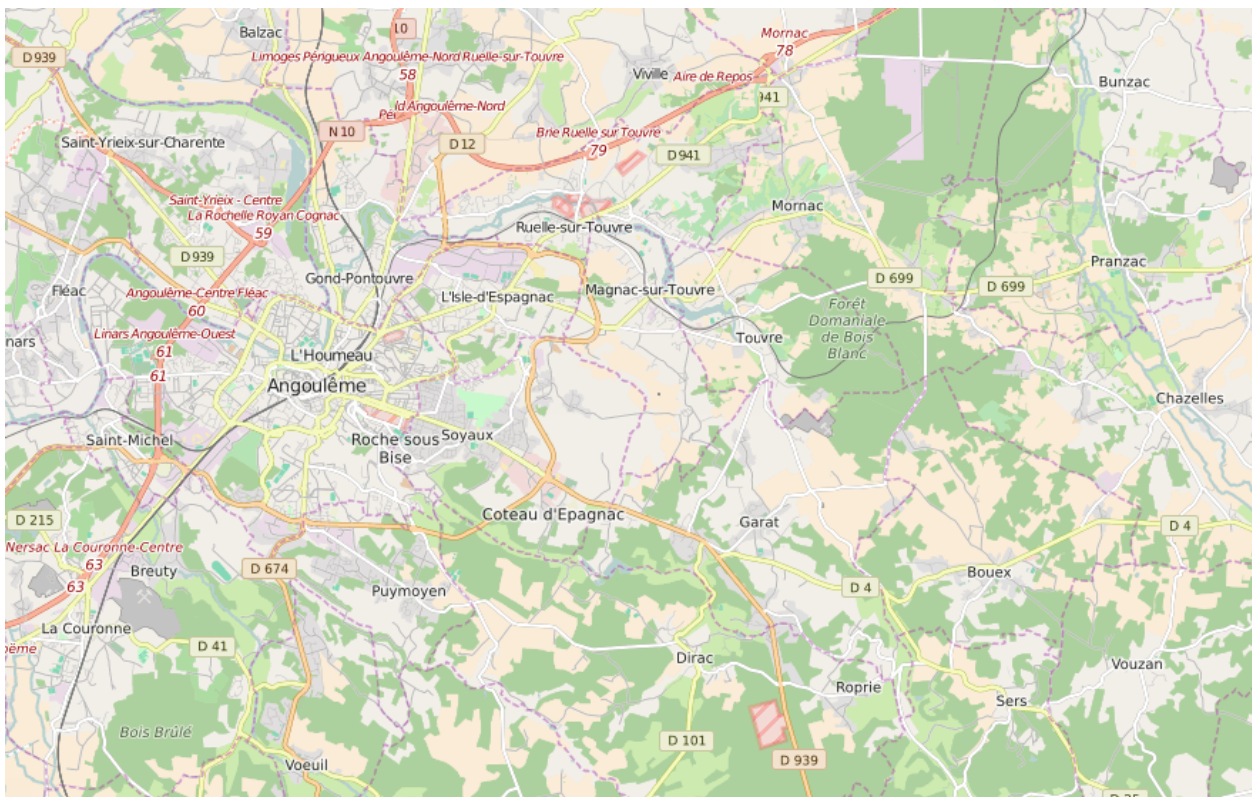 Balzac
L0
Mornac
78
D 939
Limoges Périgueux Angoulême-Nord Ruelle-sur-Touvre
58
Viville
Aire de Repos
Bunzac
941
ld Angoulême-Nord
Pér
N 10
Brie Ruelle sur Touvre
79
D 12
D 941
Saint-Yrieix-sur-Charente
Saint-Yrieix - Centre
La Rochelle Royan Cognac
59
Mornac
Ruelle-sur-Touvre
D 939
Gond-Pontouvre
Pranzac
D 699
D 699
Fléac
Angoulême-Centre Fléac
60
L'Isle-d'Espagnac
Magnac-sur-Touvre
Forêt
Domaniale
de Bois
Blanc
Linars Angoulême-Ouest
61
61
nars
Touvre
L'Houmeau
Angoulême
Chazelles
Saint-Michel
Roche sous
Bise
Soyaux
Coteau d'Epagnac
Garat
D 215
D 4
Nersac La Couronne-Centre
63
63
Breuty
D 674
Bouex
Puymoyen
D 4
La Couronne
D 41
Dirac
Vouzan
Roprie
Sers
Bois Brûlé
D 101
Voeuil
D 939
D 25